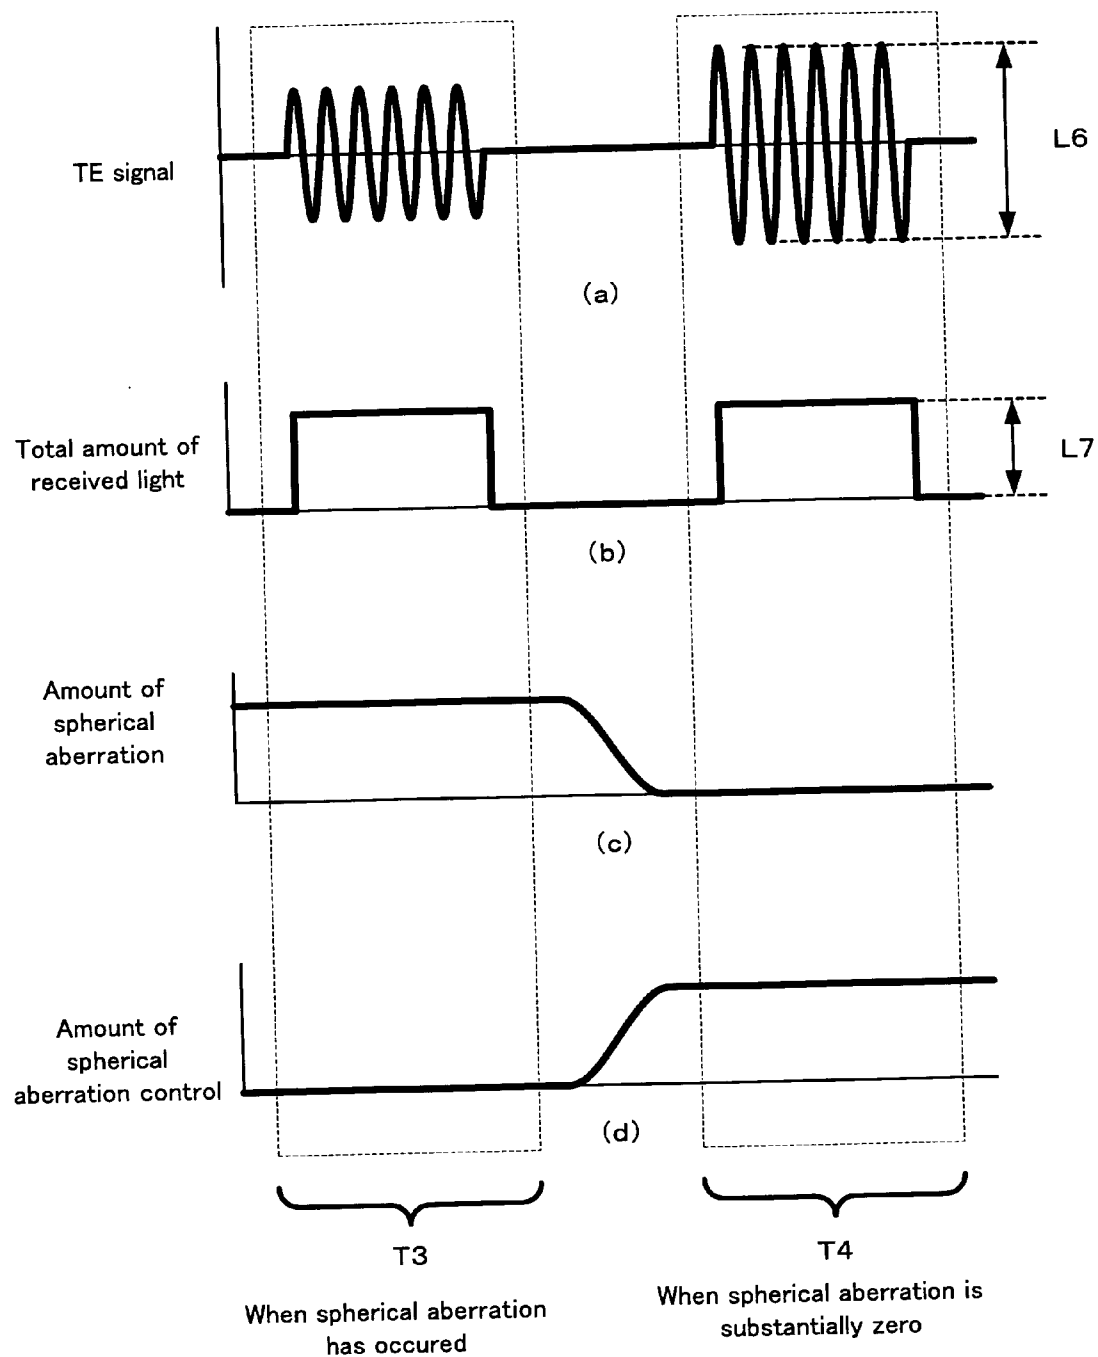 TE signal
L6
(a)
Total amount of
received light
L7
(b)
Amount of
spherical
aberration
(c)
Amount of
spherical
aberration control
(d)
T3
T4
When spherical aberration
has occured
When spherical aberration is
substantially zero